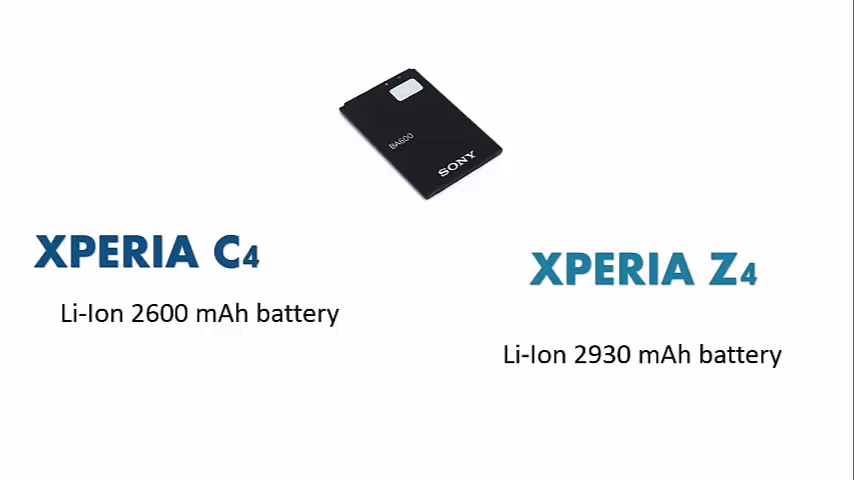 BA600
SONY
XPERIA C4
Li-Ion 2600 mAh battery
XPERIA Z4
Li-Ion 2930 mAh battery